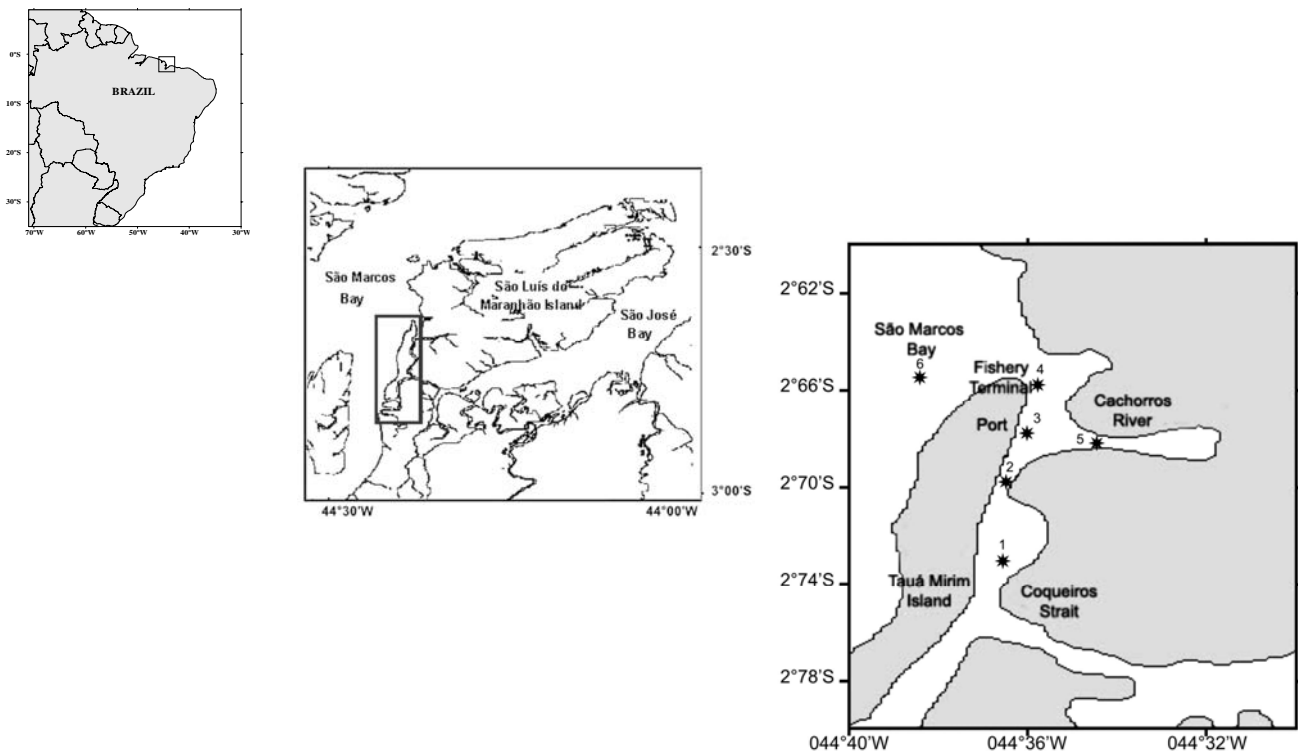 0°S
10°S
20°S
30°S
BRAZIL
70°W
60°W
50°W
40°W
30°W
São Marcos
Bay
São Luís do
Maranhão Island
São José
Bay
2°30'S
3°00'S
44°30'W
44°00'W
2°62'S
2°66'S
2°70'S
2°74'S
2°78'S
São Marcos
Bay
6
Fishery
Terminal
4
Port
3
Cachorros
River
5
2
1
Tauá Mirim
Island
Coqueiros
Strait
044°40'W
044°36'W
044°32'W